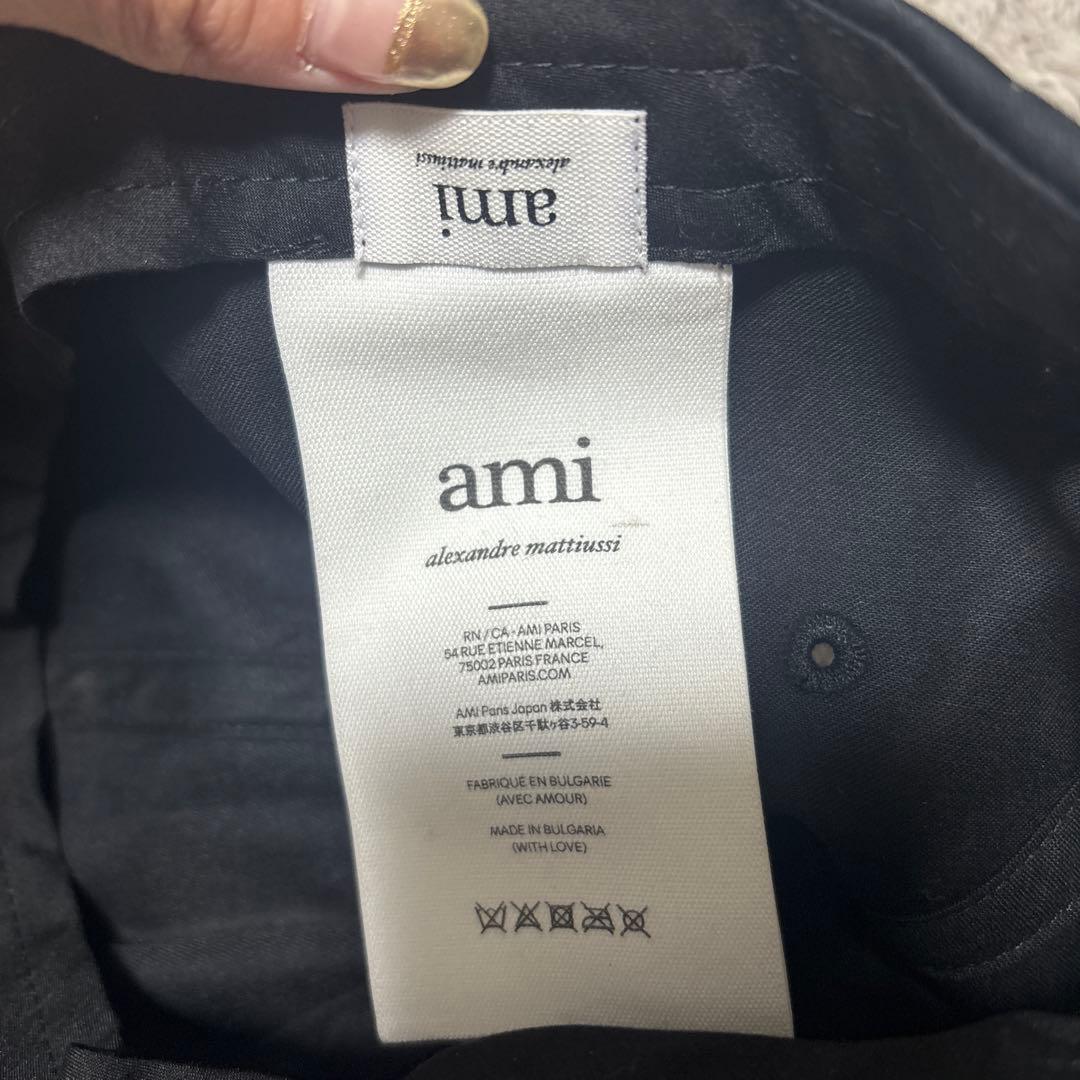 alexandre mattiussi
ami
ami
alexandre mattiussi
RN / CA - AMI PARIS
54 RUE ETIENNE MARCEL,
75002 PARIS FRANCE
AMIPARIS.COM
AMI Paris Japan 株式会社
東京都渋谷区千駄ヶ谷3-59-4
FABRIQUÉ EN BULGARIE
(AVEC AMOUR)
MADE IN BULGARIA
(WITH LOVE)